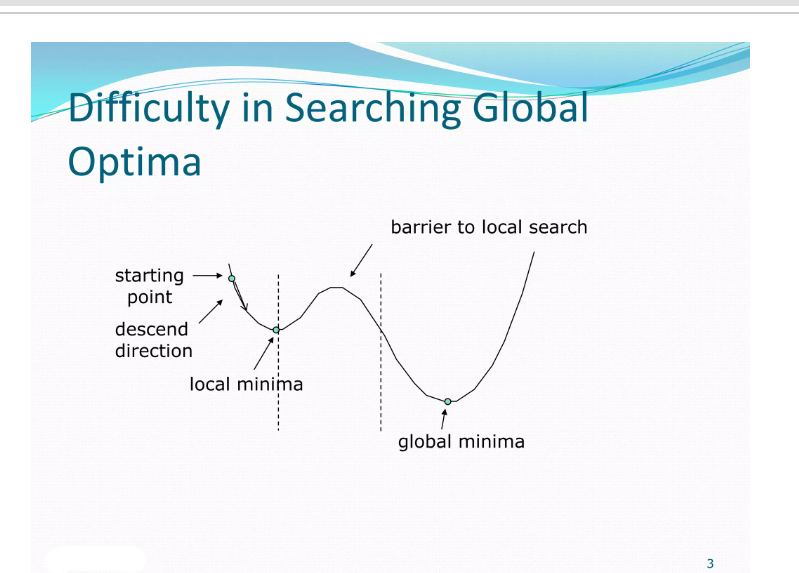 Difficulty in Searching Global
Optima
barrier to local search
starting
point
descend
direction
local minima
global minima
3